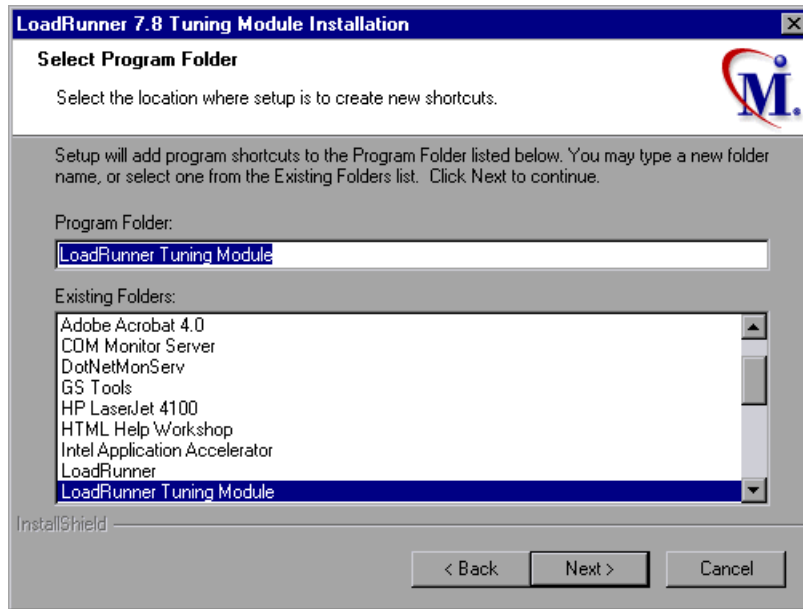 LoadRunner 7.8 Tuning Module Installation
Select Program Folder
Select the location where setup is to create new shortcuts.
M.
Setup will add program shortcuts to the Program Folder listed below. You may type a new folder
name, or select one from the Existing Folders list. Click Next to continue.
Program Folder:
LoadRunner Tuning Module
Existing Folders:
Adobe Acrobat 4.0
COM Monitor Server
DotNetMonServ
GS Tools
HP LaserJet 4100
HTML Help Workshop
Intel Application Accelerator
LoadRunner
LoadRunner Tuning Module
InstallShield
< Back
Next >
Cancel